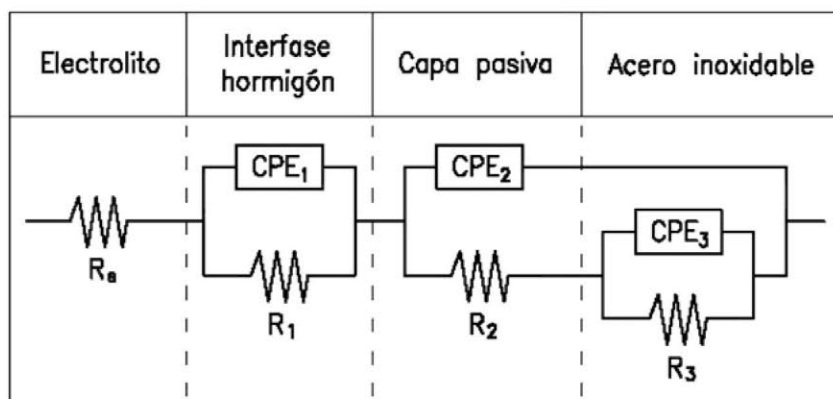 Electrolito
Interfase
hormigón
Capa pasiva
Acero inoxidable
CPE₁
CPE₂
CPE₃
Rₑ
R₁
R₂
R₃